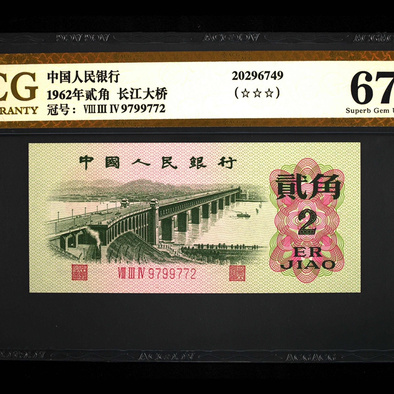 CG
RANTY
中国人民银行
1962年贰角 长江大桥
冠号: Ⅷ Ⅲ Ⅳ 9799772
20296749
(☆☆☆)
67
Superb Gem U
中國人民銀行
貳角
2
ER
JIAO
Ⅷ Ⅲ Ⅳ 9799772